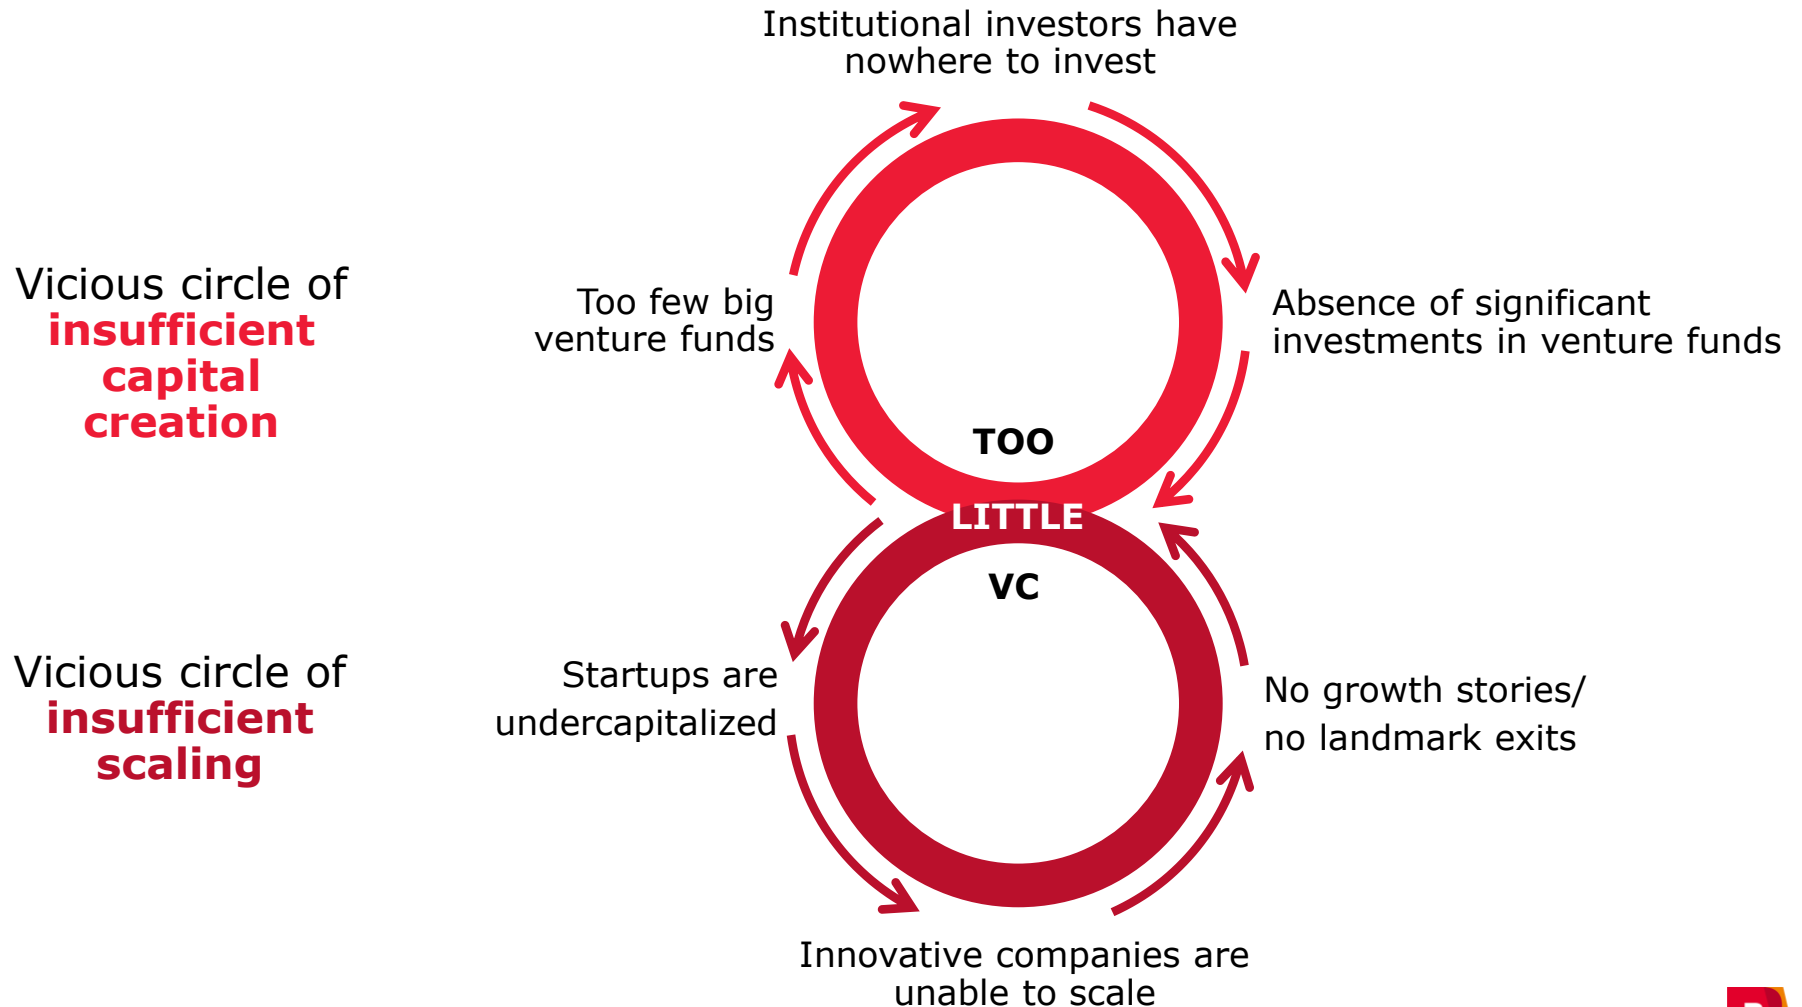 Institutional investors have
nowhere to invest
Vicious circle of
insufficient
capital
creation
Too few big
venture funds
Absence of significant
investments in venture funds
TOO
LITTLE
VC
Vicious circle of
insufficient
scaling
Startups are
undercapitalized
No growth stories/
no landmark exits
Innovative companies are
unable to scale